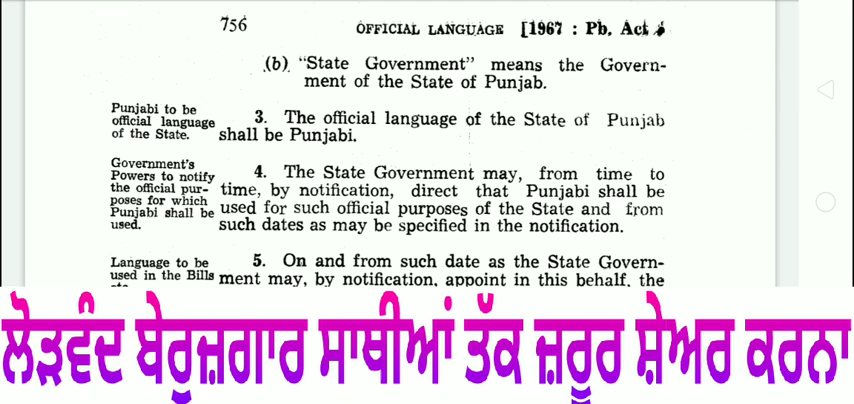 756 OFFICIAL LANGUAGE [1967 : Pb. Act
(b) “State Government” means the Govern-
ment of the State of Punjab.
Punjabi to be
official language
of the State.
3. The official language of the State of Punjab
shall be Punjabi.
Government's
Powers to notify
the official pur-
poses for which
Punjabi shall be
used.
4. The State Government may, from time to
time, by notification, direct that Punjabi shall be
used for such official purposes of the State and from
such dates as may be specified in the notification.
Language to be
used in the Bills
5. On and from such date as the State Govern-
ment may, by notification, appoint in this behalf, the
ਲੋੜਵੰਦ ਬੇਰੁਜ਼ਗਾਰ ਸਾਥੀਆਂ ਤੱਕ ਜ਼ਰੂਰ ਸ਼ੇਅਰ ਕਰਨਾ